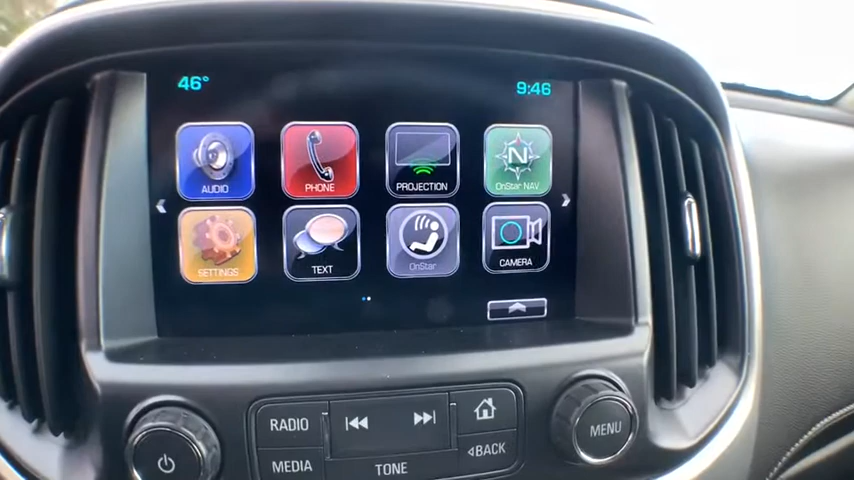 46°
9:46
AUDIO
PHONE
PROJECTION
N
OnStar NAV
SETTINGS
TEXT
OnStar
CAMERA
RADIO
MENU
BACK
MEDIA
TONE